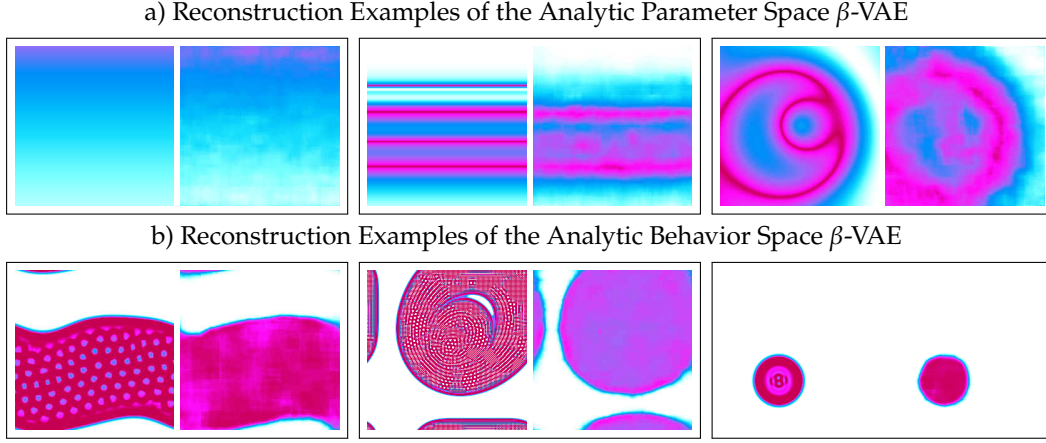 a) Reconstruction Examples of the Analytic Parameter Space β-VAE
b) Reconstruction Examples of the Analytic Behavior Space β-VAE